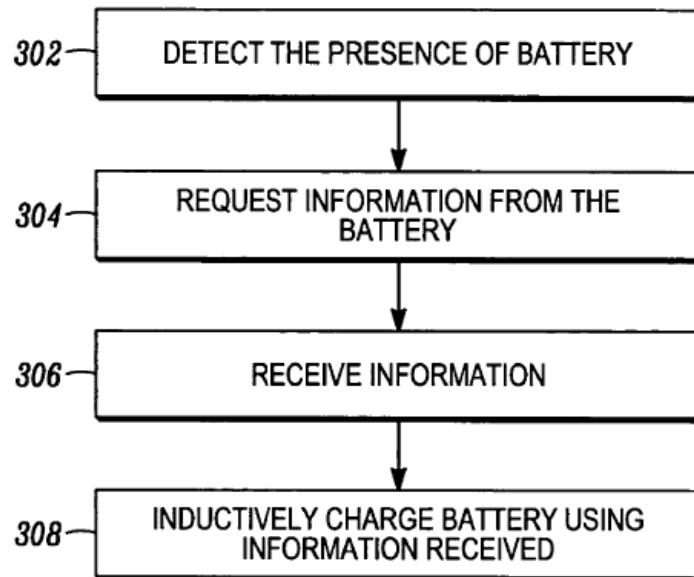 302
DETECT THE PRESENCE OF BATTERY
304
REQUEST INFORMATION FROM THE
BATTERY
306
RECEIVE INFORMATION
308
INDUCTIVELY CHARGE BATTERY USING
INFORMATION RECEIVED